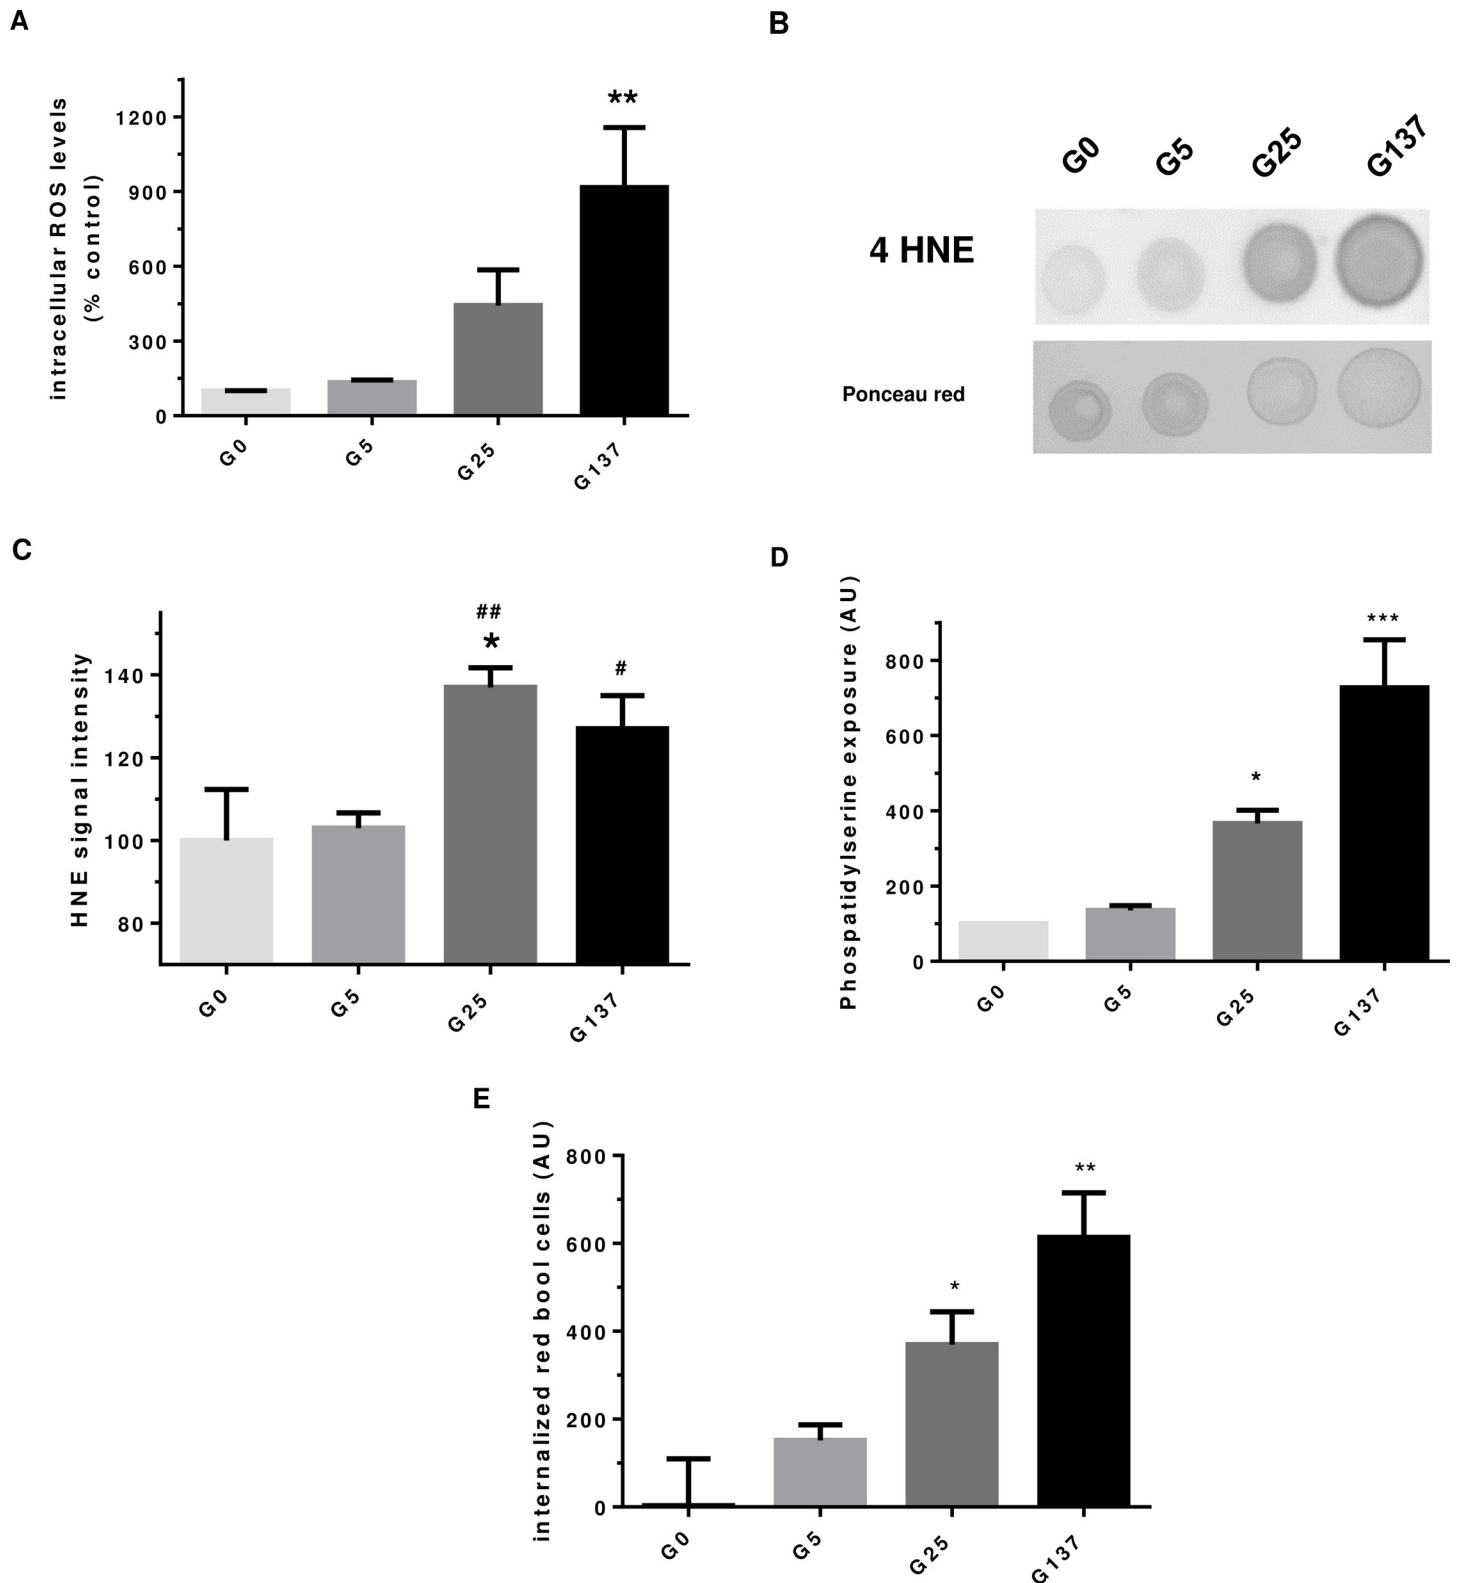 A
intracellular ROS levels
(% control)
1200
900
600
300
0
**
G0
G5
G25
G137
B
G0
G5
G25
G137
4 HNE
Ponceau red
C
HNE signal intensity
140
120
100
80
##
*
#
G0
G5
G25
G137
D
Phospatidylserine exposure (AU)
800
600
400
200
0
*
***
G0
G5
G25
G137
E
internalized red bool cells (AU)
800
600
400
200
0
*
**
G0
G5
G25
G137